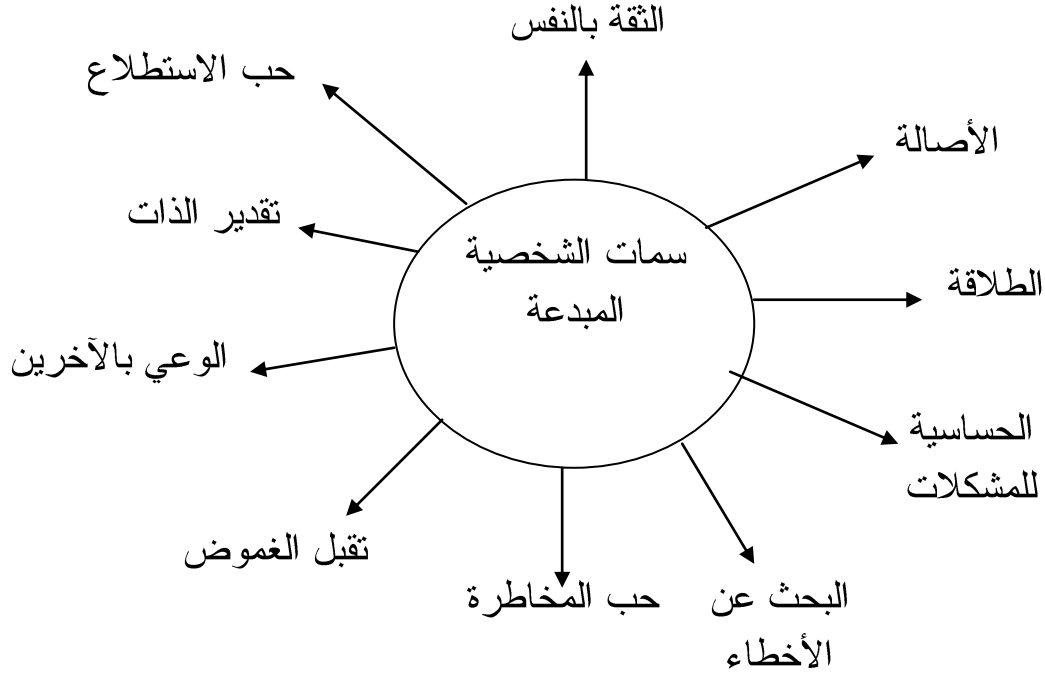 الثقة بالنفس
حب الاستطلاع
الأصالة
تقدير الذات
سمات الشخصية
المبدعة
الطلاقة
الوعي بالآخرين
الحساسية
للمشكلات
تقبل الغموض
حب المخاطرة
البحث عن
الأخطاء